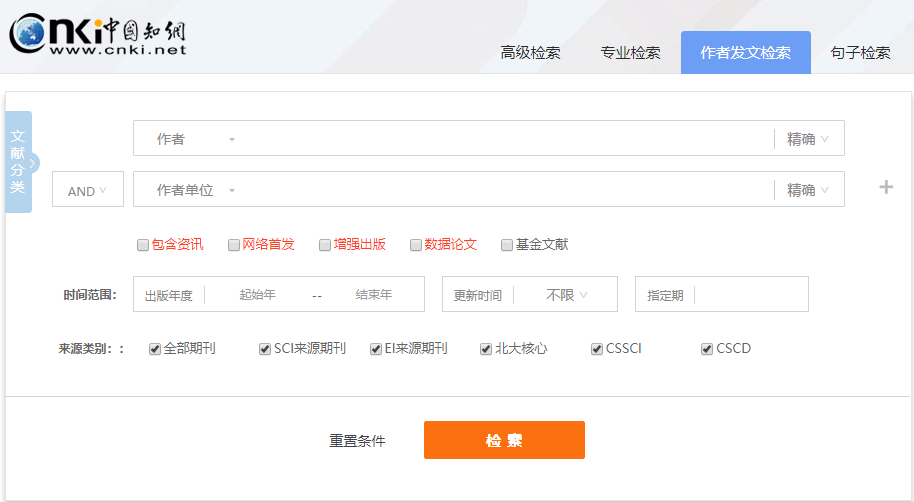 Cnki中国知网
www.cnki.net
高级检索 专业检索 作者发文检索 句子检索
文献分类
作者 精确
AND 作者单位 精确
包含资讯 网络首发 增强出版 数据论文 基金文献
时间范围： 出版年度 起始年 -- 结束年 更新时间 不限 指定期
来源类别：： 全部期刊 SCI来源期刊 EI来源期刊 北大核心 CSSCI CSCD
重置条件 检索